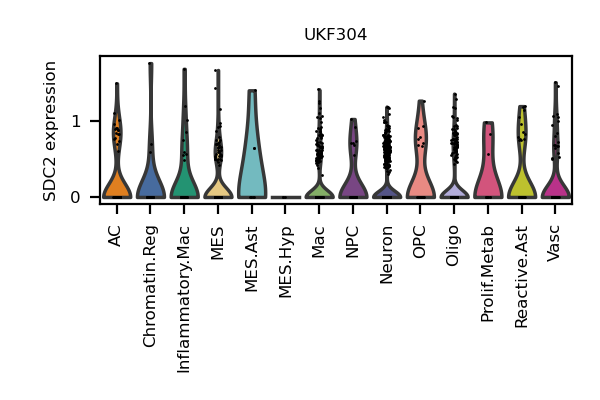 UKF304
SDC2 expression
1
0
AC
Chromatin.Reg
Inflammatory.Mac
MES
MES.Ast
MES.Hyp
Mac
NPC
Neuron
OPC
Oligo
Prolif.Metab
Reactive.Ast
Vasc